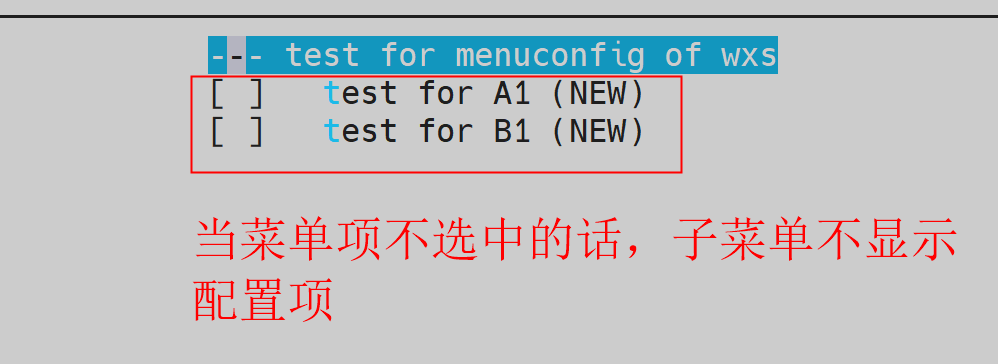 --- test for menuconfig of wxs
[ ]   test for A1 (NEW)
[ ]   test for B1 (NEW)
当菜单项不选中的话，子菜单不显示
配置项